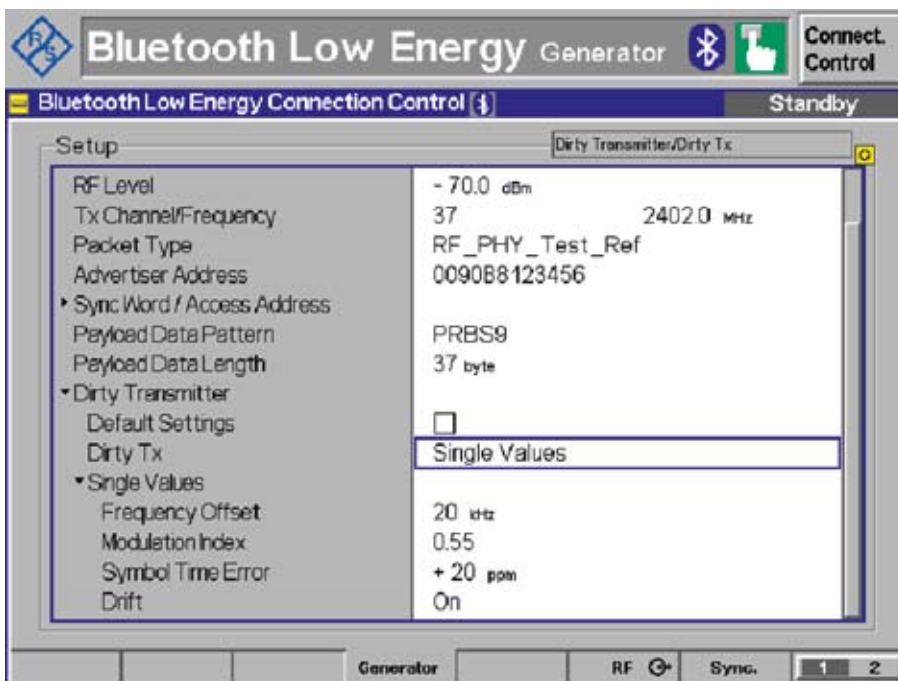 R&S
Bluetooth Low Energy Generator
Connect. Control
Bluetooth Low Energy Connection Control
Standby
Setup
Dirty Transmitter/Dirty Tx
RF Level - 70.0 dBm
Tx Channel/Frequency 37 2402.0 MHz
Packet Type RF_PHY_Test_Ref
Advertiser Address 0090B8123456
Sync Word / Access Address
Payload Data Pattern PRBS9
Payload Data Length 37 byte
Dirty Transmitter
Default Settings
Dirty Tx Single Values
Single Values
Frequency Offset 20 kHz
Modulation Index 0.55
Symbol Time Error + 20 ppm
Drift On
Generator RF Sync. 1 2